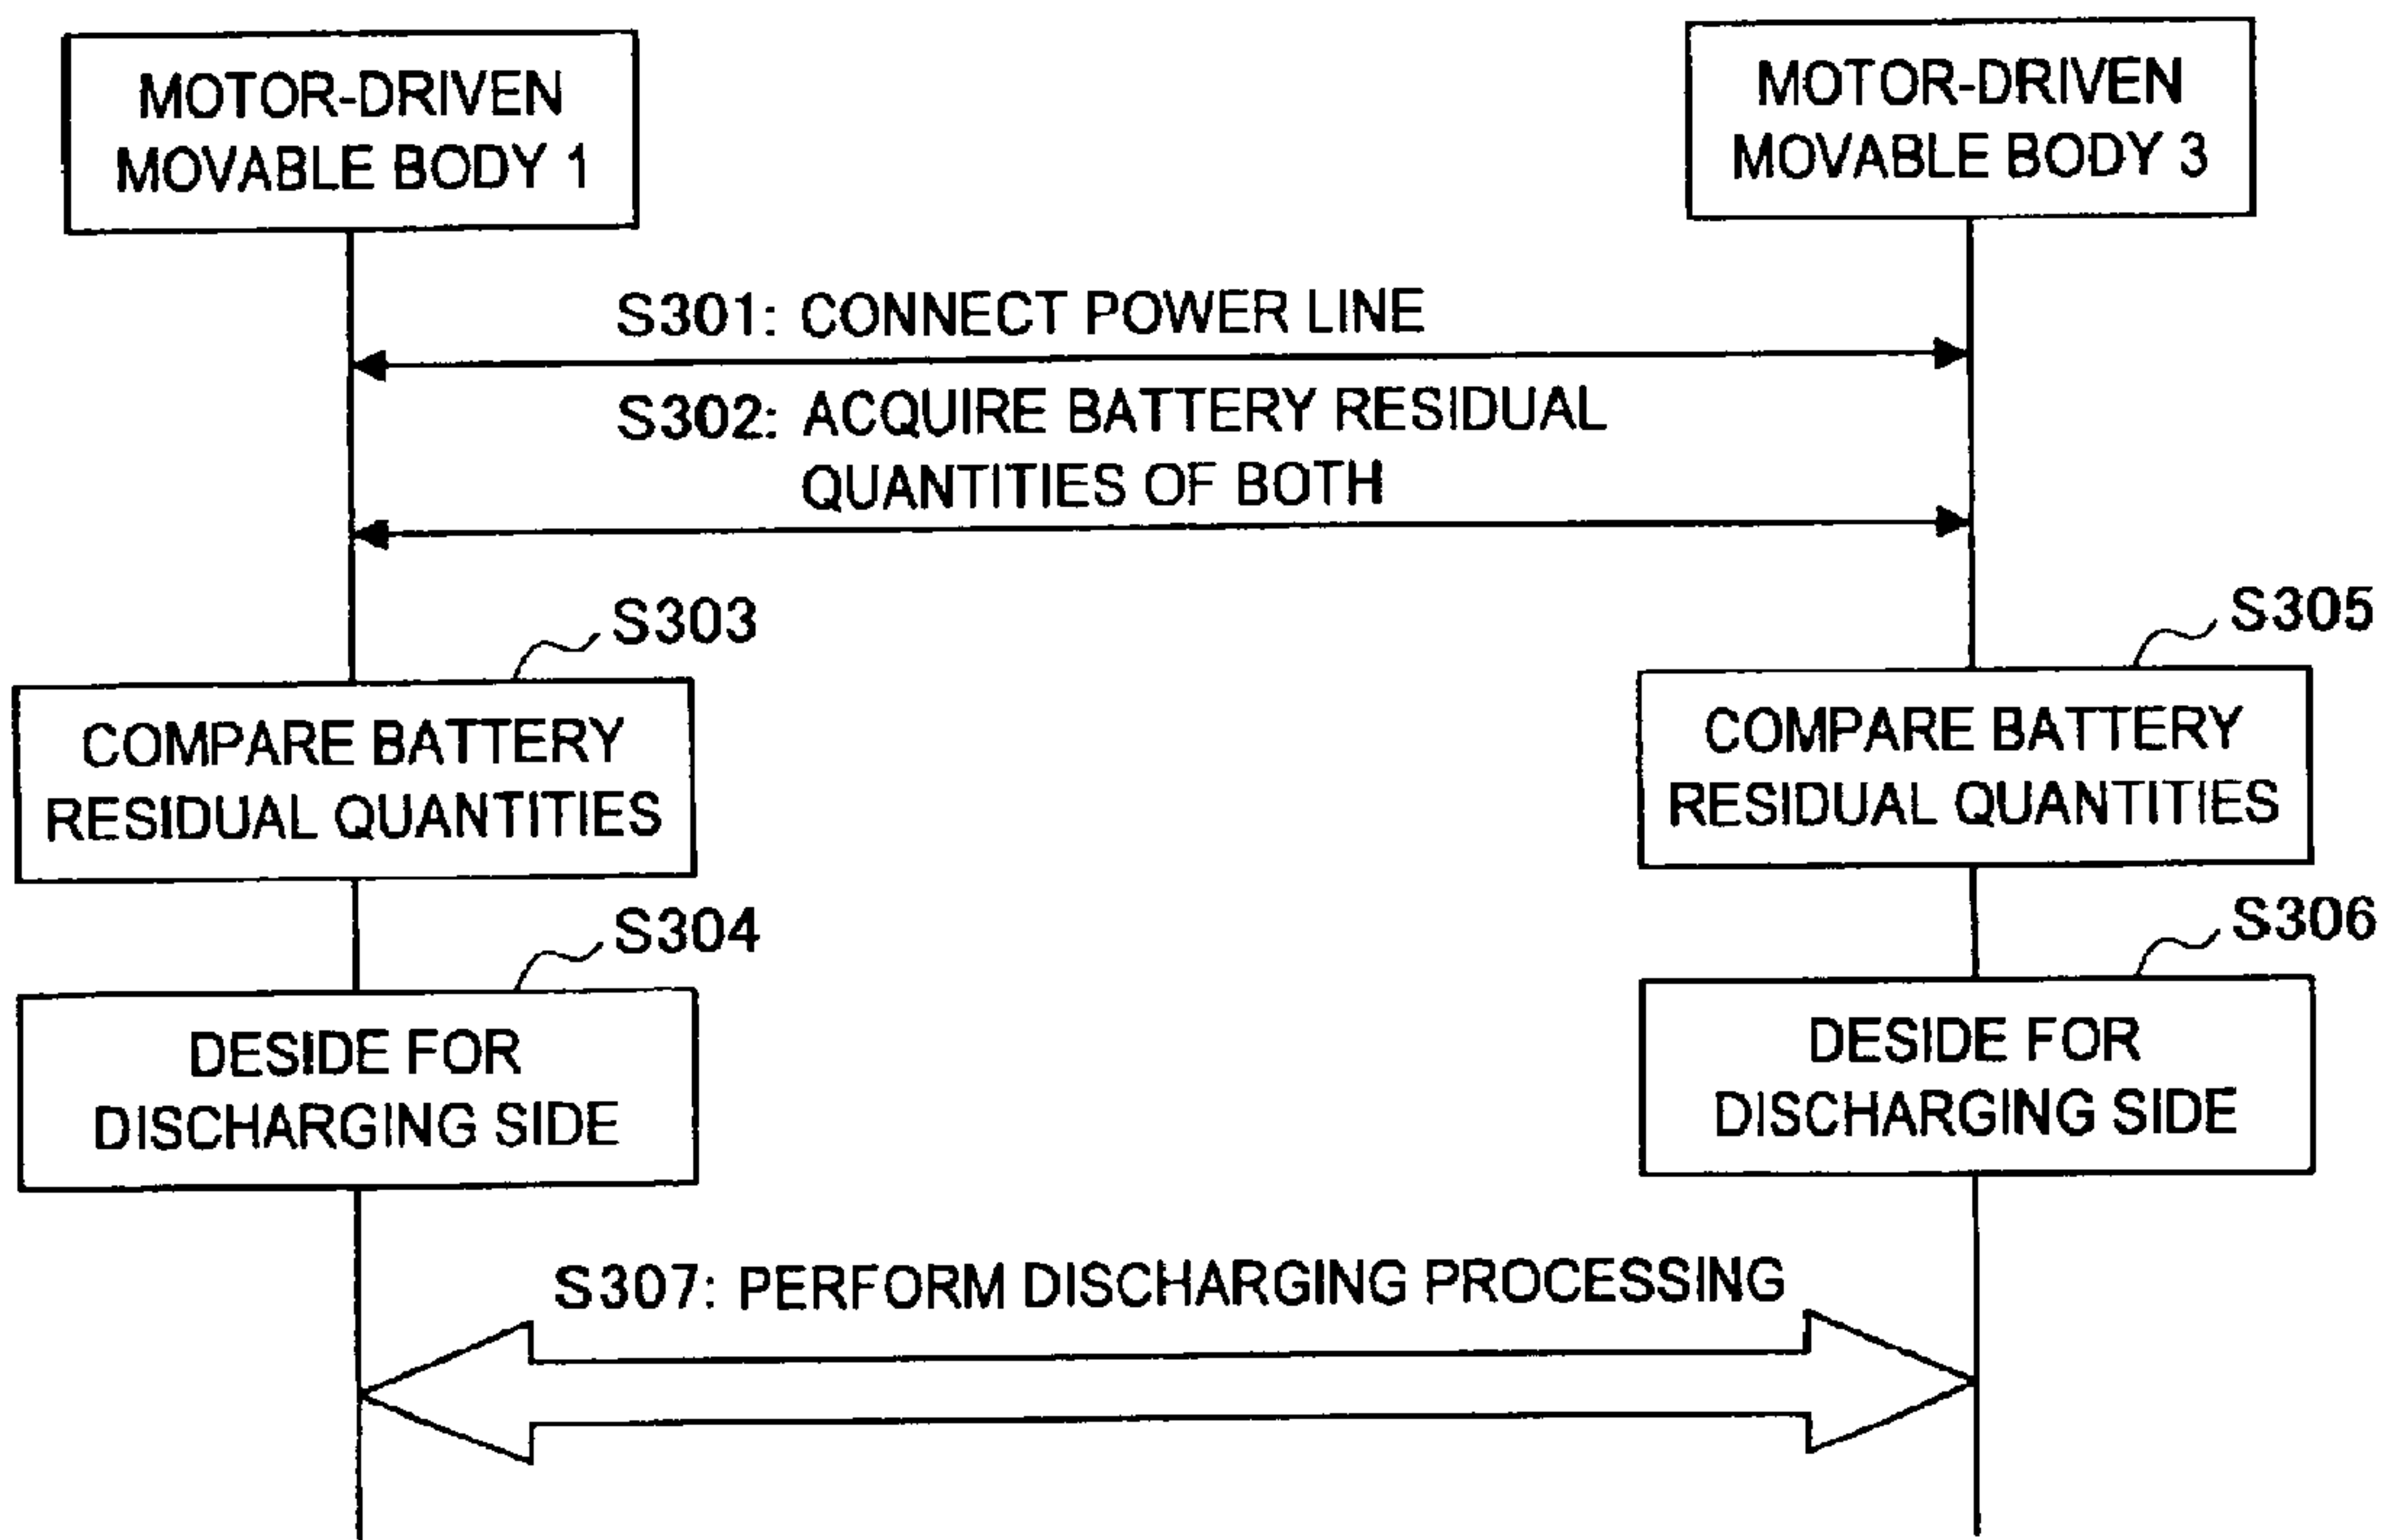 MOTOR-DRIVEN
MOVABLE BODY 1
MOTOR-DRIVEN
MOVABLE BODY 3
S301: CONNECT POWER LINE
S302: ACQUIRE BATTERY RESIDUAL
QUANTITIES OF BOTH
S303
COMPARE BATTERY
RESIDUAL QUANTITIES
S305
COMPARE BATTERY
RESIDUAL QUANTITIES
S304
DESIDE FOR
DISCHARGING SIDE
S306
DESIDE FOR
DISCHARGING SIDE
S307: PERFORM DISCHARGING PROCESSING